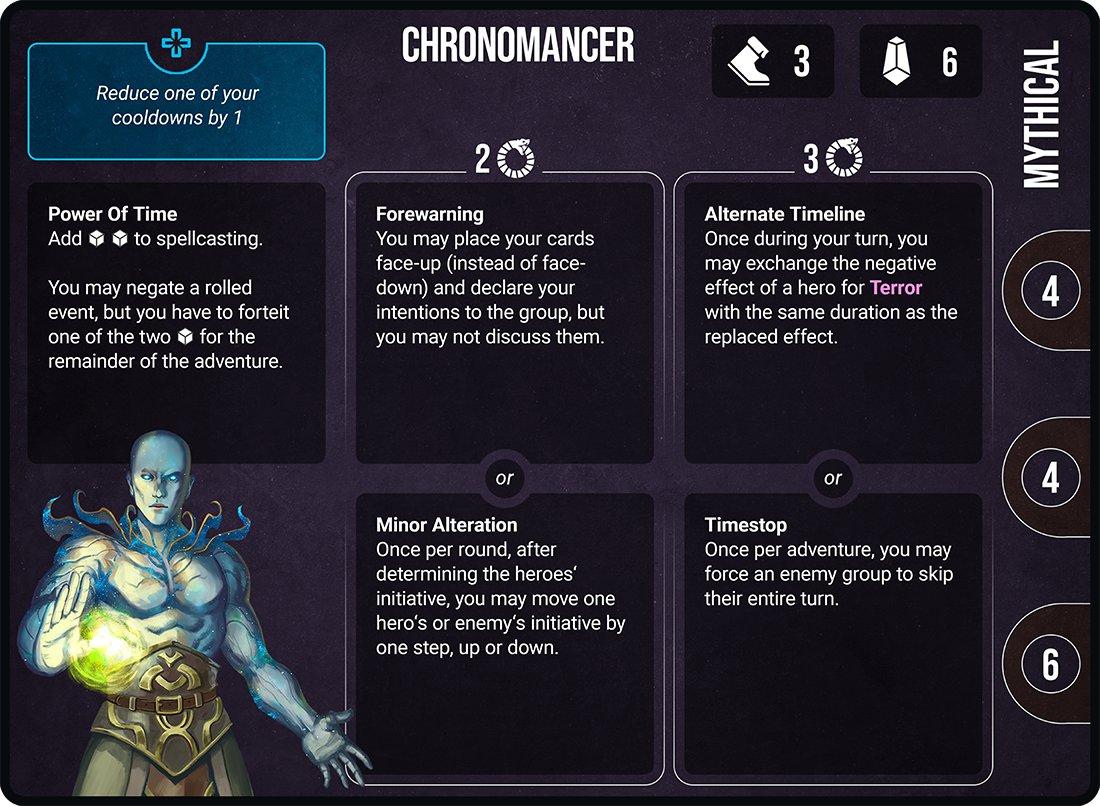 Reduce one of your
cooldowns by 1
CHRONOMANCER
3
6
MYTHICAL
Power Of Time
Add to spellcasting.
You may negate a rolled
event, but you have to forteit
one of the two for the
remainder of the adventure.
2
Forewarning
You may place your cards
face-up (instead of face-
down) and declare your
intentions to the group, but
you may not discuss them.
or
Minor Alteration
Once per round, after
determining the heroes‘
initiative, you may move one
hero‘s or enemy‘s initiative by
one step, up or down.
3
Alternate Timeline
Once during your turn, you
may exchange the negative
effect of a hero for Terror
with the same duration as the
replaced effect.
or
Timestop
Once per adventure, you may
force an enemy group to skip
their entire turn.
4
4
6